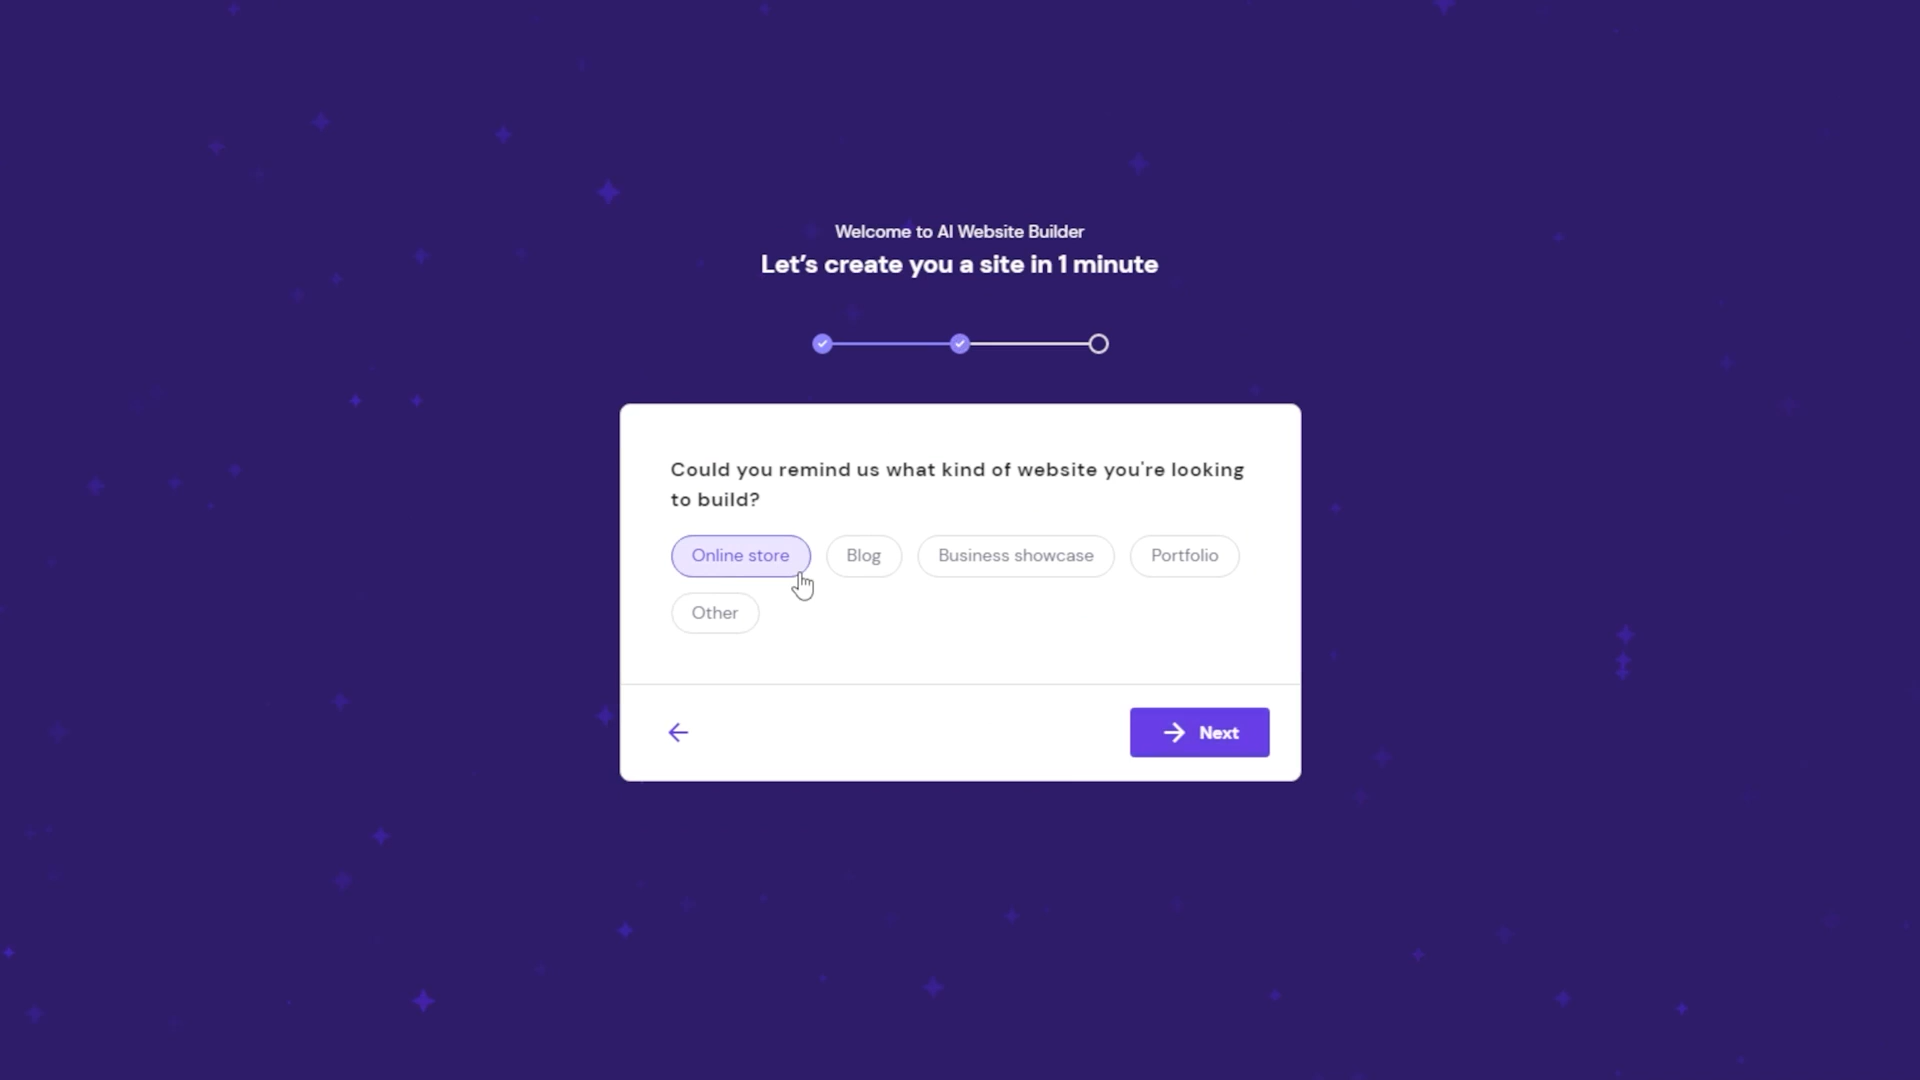 Welcome to AI Website Builder
Let’s create you a site in 1 minute
Could you remind us what kind of website you're looking
to build?
Online store
Blog
Business showcase
Portfolio
Other
Next